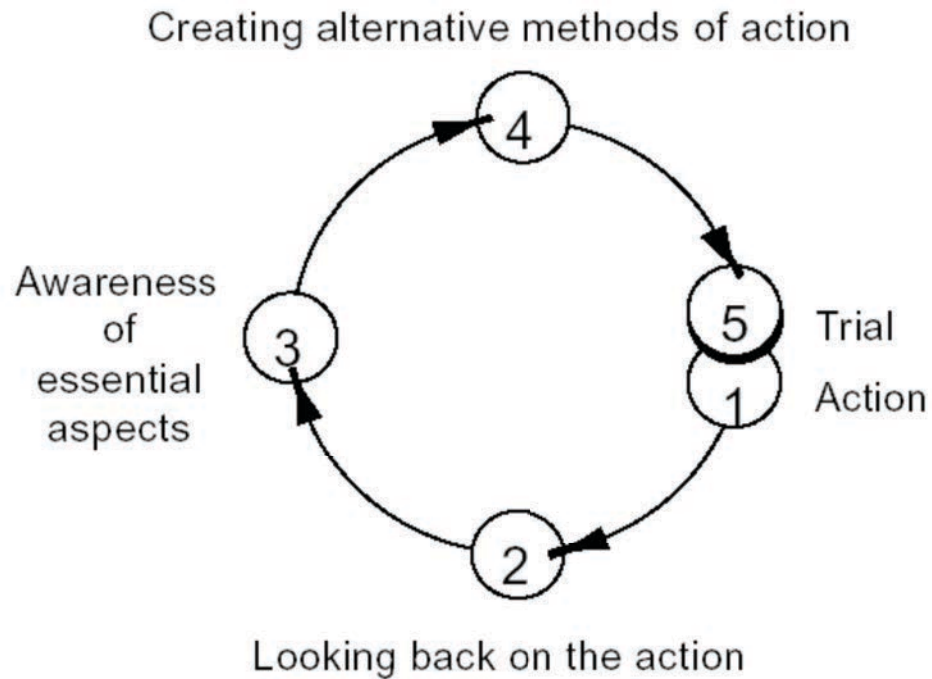 Creating alternative methods of action
4
Awareness
of
essential
aspects
3
5
Trial
1
Action
2
Looking back on the action